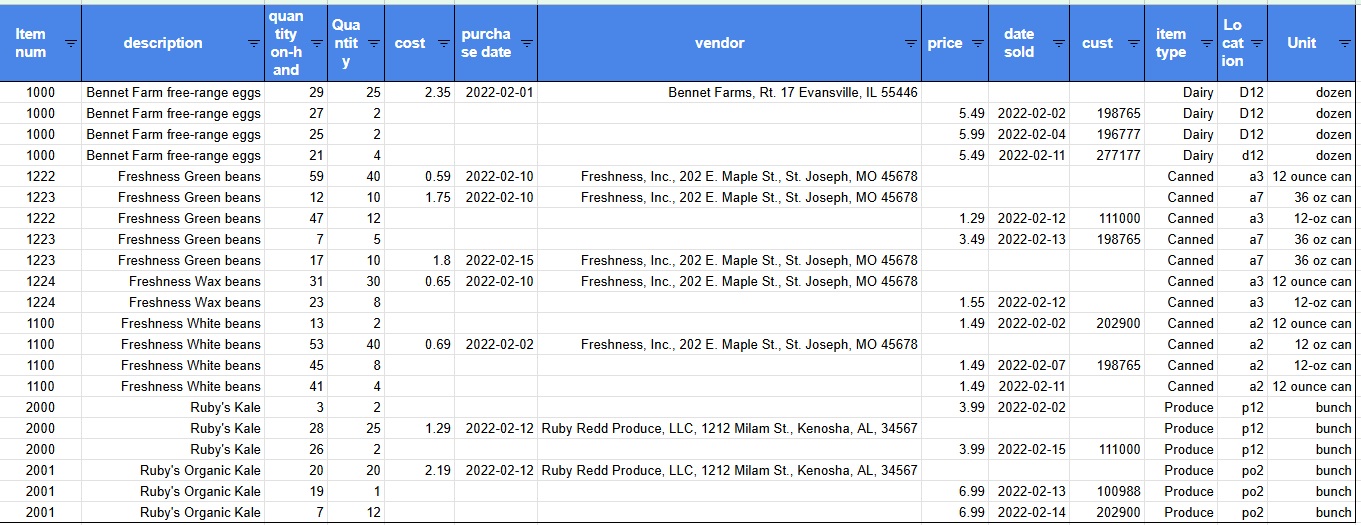 Item num description quan tity on-h and Qua ntit y cost purcha se date vendor price date sold cust item type Lo cat ion Unit
1000 Bennet Farm free-range eggs 29 25 2.35 2022-02-01 Bennet Farms, Rt. 17 Evansville, IL 55446 Dairy D12 dozen
1000 Bennet Farm free-range eggs 27 2 5.49 2022-02-02 198765 Dairy D12 dozen
1000 Bennet Farm free-range eggs 25 2 5.99 2022-02-04 196777 Dairy D12 dozen
1000 Bennet Farm free-range eggs 21 4 5.49 2022-02-11 277177 Dairy d12 dozen
1222 Freshness Green beans 59 40 0.59 2022-02-10 Freshness, Inc., 202 E. Maple St., St. Joseph, MO 45678 Canned a3 12 ounce can
1223 Freshness Green beans 12 10 1.75 2022-02-10 Freshness, Inc., 202 E. Maple St., St. Joseph, MO 45678 Canned a7 36 oz can
1222 Freshness Green beans 47 12 1.29 2022-02-12 111000 Canned a3 12-oz can
1223 Freshness Green beans 7 5 3.49 2022-02-13 198765 Canned a7 36 oz can
1223 Freshness Green beans 17 10 1.8 2022-02-15 Freshness, Inc., 202 E. Maple St., St. Joseph, MO 45678 Canned a7 36 oz can
1224 Freshness Wax beans 31 30 0.65 2022-02-10 Freshness, Inc., 202 E. Maple St., St. Joseph, MO 45678 Canned a3 12 ounce can
1224 Freshness Wax beans 23 8 1.55 2022-02-12 Canned a3 12-oz can
1100 Freshness White beans 13 2 1.49 2022-02-02 202900 Canned a2 12 ounce can
1100 Freshness White beans 53 40 0.69 2022-02-02 Freshness, Inc., 202 E. Maple St., St. Joseph, MO 45678 Canned a2 12 oz can
1100 Freshness White beans 45 8 1.49 2022-02-07 198765 Canned a2 12-oz can
1100 Freshness White beans 41 4 1.49 2022-02-11 Canned a2 12 ounce can
2000 Ruby's Kale 3 2 3.99 2022-02-02 Produce p12 bunch
2000 Ruby's Kale 28 25 1.29 2022-02-12 Ruby Redd Produce, LLC, 1212 Milam St., Kenosha, AL, 34567 Produce p12 bunch
2000 Ruby's Kale 26 2 3.99 2022-02-15 111000 Produce p12 bunch
2001 Ruby's Organic Kale 20 20 2.19 2022-02-12 Ruby Redd Produce, LLC, 1212 Milam St., Kenosha, AL, 34567 Produce po2 bunch
2001 Ruby's Organic Kale 19 1 6.99 2022-02-13 100988 Produce po2 bunch
2001 Ruby's Organic Kale 7 12 6.99 2022-02-14 202900 Produce po2 bunch